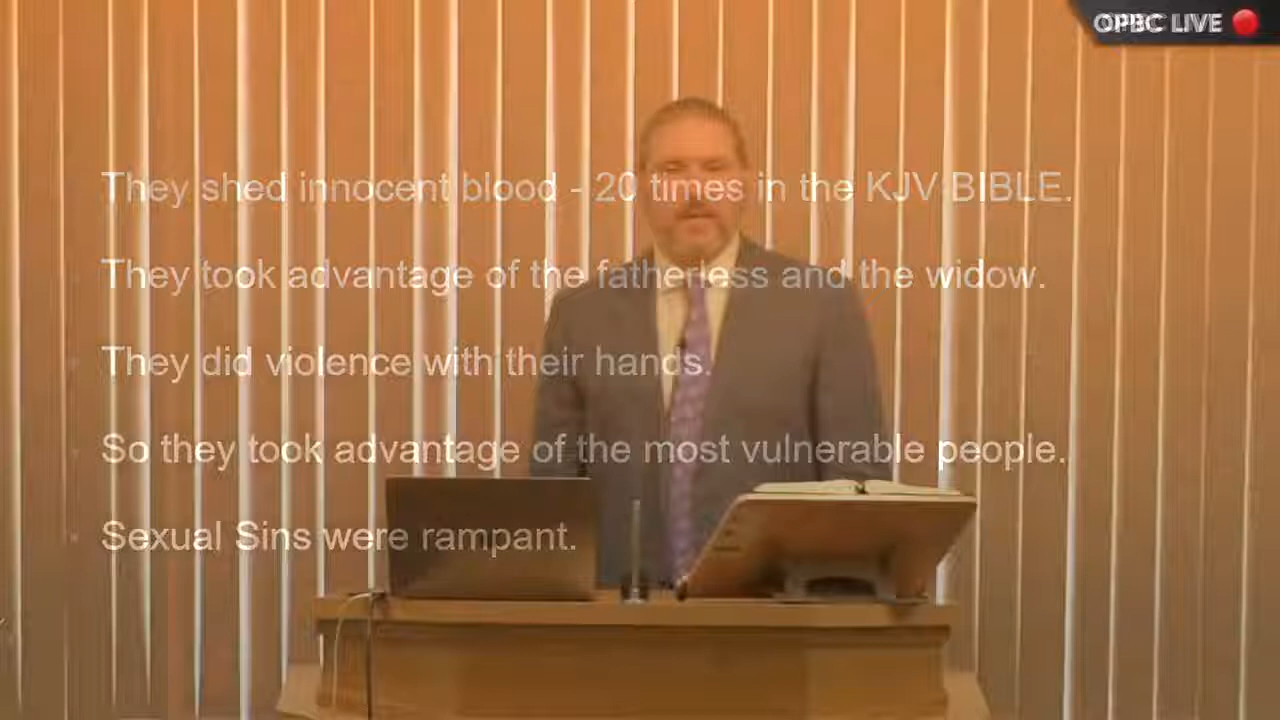 OPBC LIVE
They shed innocent blood - 20 times in the KJV BIBLE.
They took advantage of the fatherless and the widow.
They did violence with their hands.
So they took advantage of the most vulnerable people.
Sexual Sins were rampant.